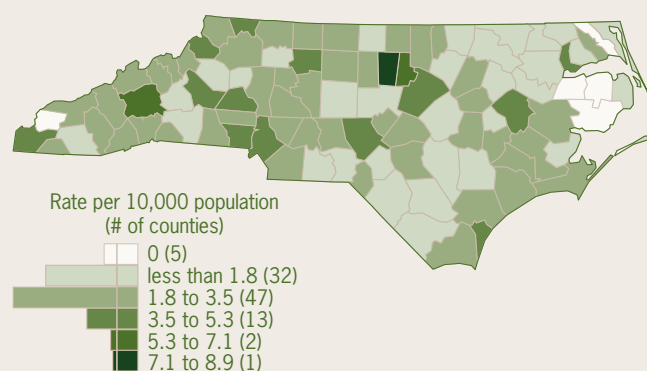 Rate per 10,000 population
(# of counties)
0 (5)
less than 1.8 (32)
1.8 to 3.5 (47)
3.5 to 5.3 (13)
5.3 to 7.1 (2)
7.1 to 8.9 (1)